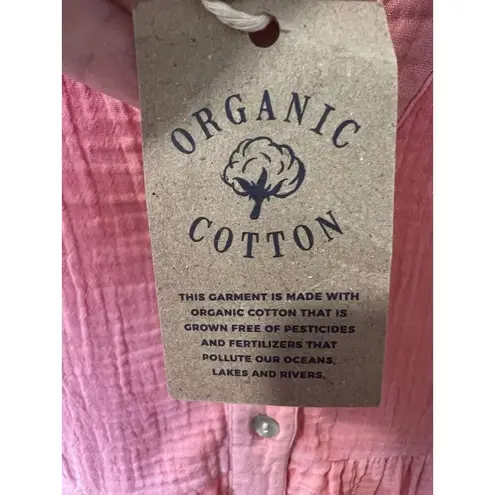 ORGANIC
COTTON
THIS GARMENT IS MADE WITH
ORGANIC COTTON THAT IS
GROWN FREE OF PESTICIDES
AND FERTILIZERS THAT
POLLUTE OUR OCEANS,
LAKES AND RIVERS.